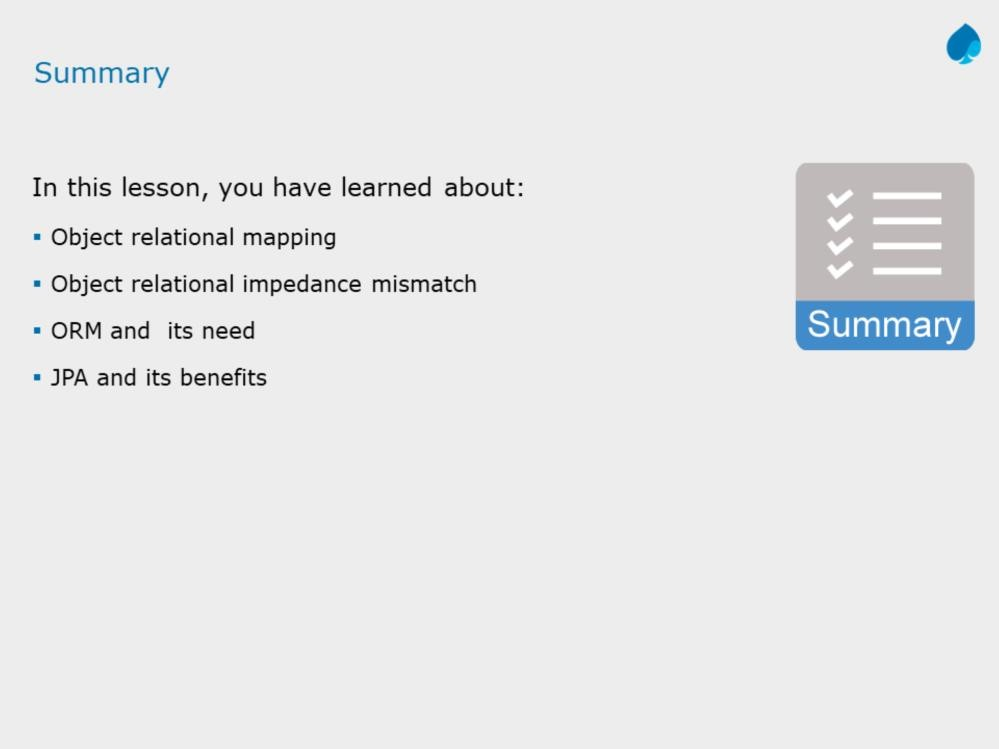 Summary
In this lesson, you have learned about:
▪ Object relational mapping
▪ Object relational impedance mismatch
▪ ORM and  its need
▪ JPA and its benefits
Summary